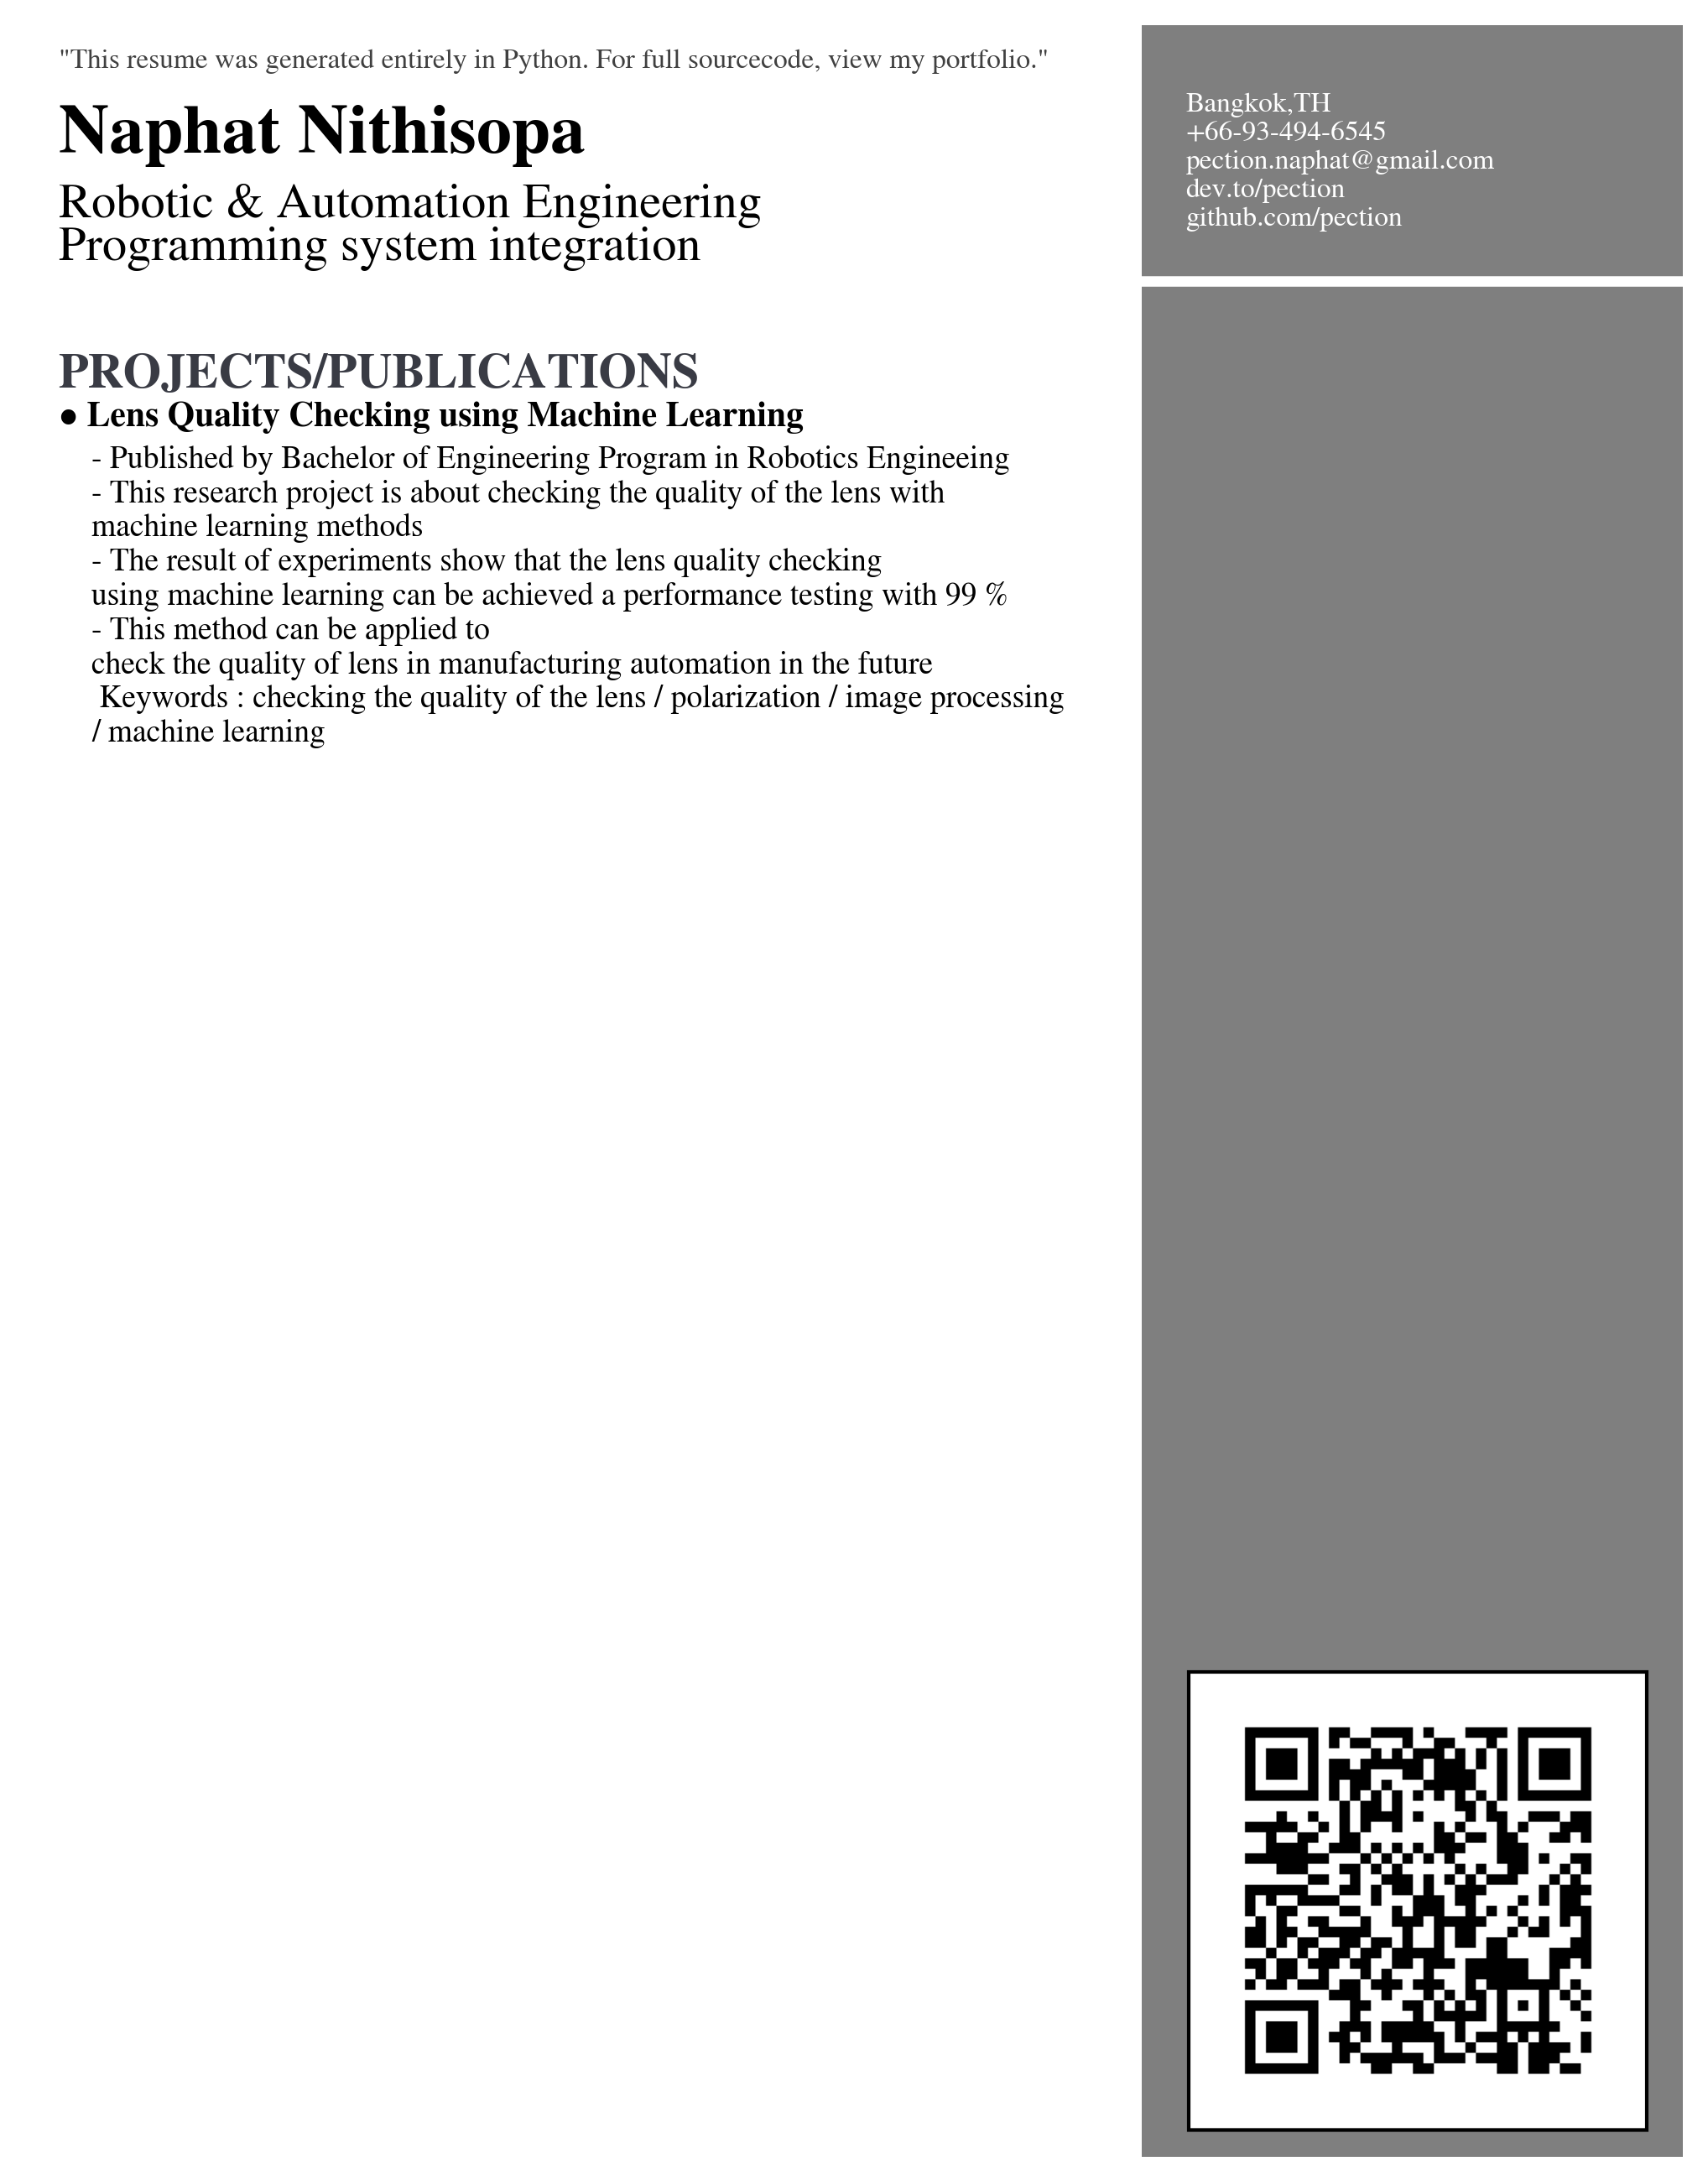 "This resume was generated entirely in Python. For full sourcecode, view my portfolio."
Naphat Nithisopa
Robotic & Automation Engineering
Programming system integration
PROJECTS/PUBLICATIONS
● Lens Quality Checking using Machine Learning
- Published by Bachelor of Engineering Program in Robotics Engineeing
- This research project is about checking the quality of the lens with
machine learning methods
- The result of experiments show that the lens quality checking
using machine learning can be achieved a performance testing with 99 %
- This method can be applied to
check the quality of lens in manufacturing automation in the future
Keywords : checking the quality of the lens / polarization / image processing
/ machine learning
Bangkok,TH
+66-93-494-6545
pection.naphat@gmail.com
dev.to/pection
github.com/pection